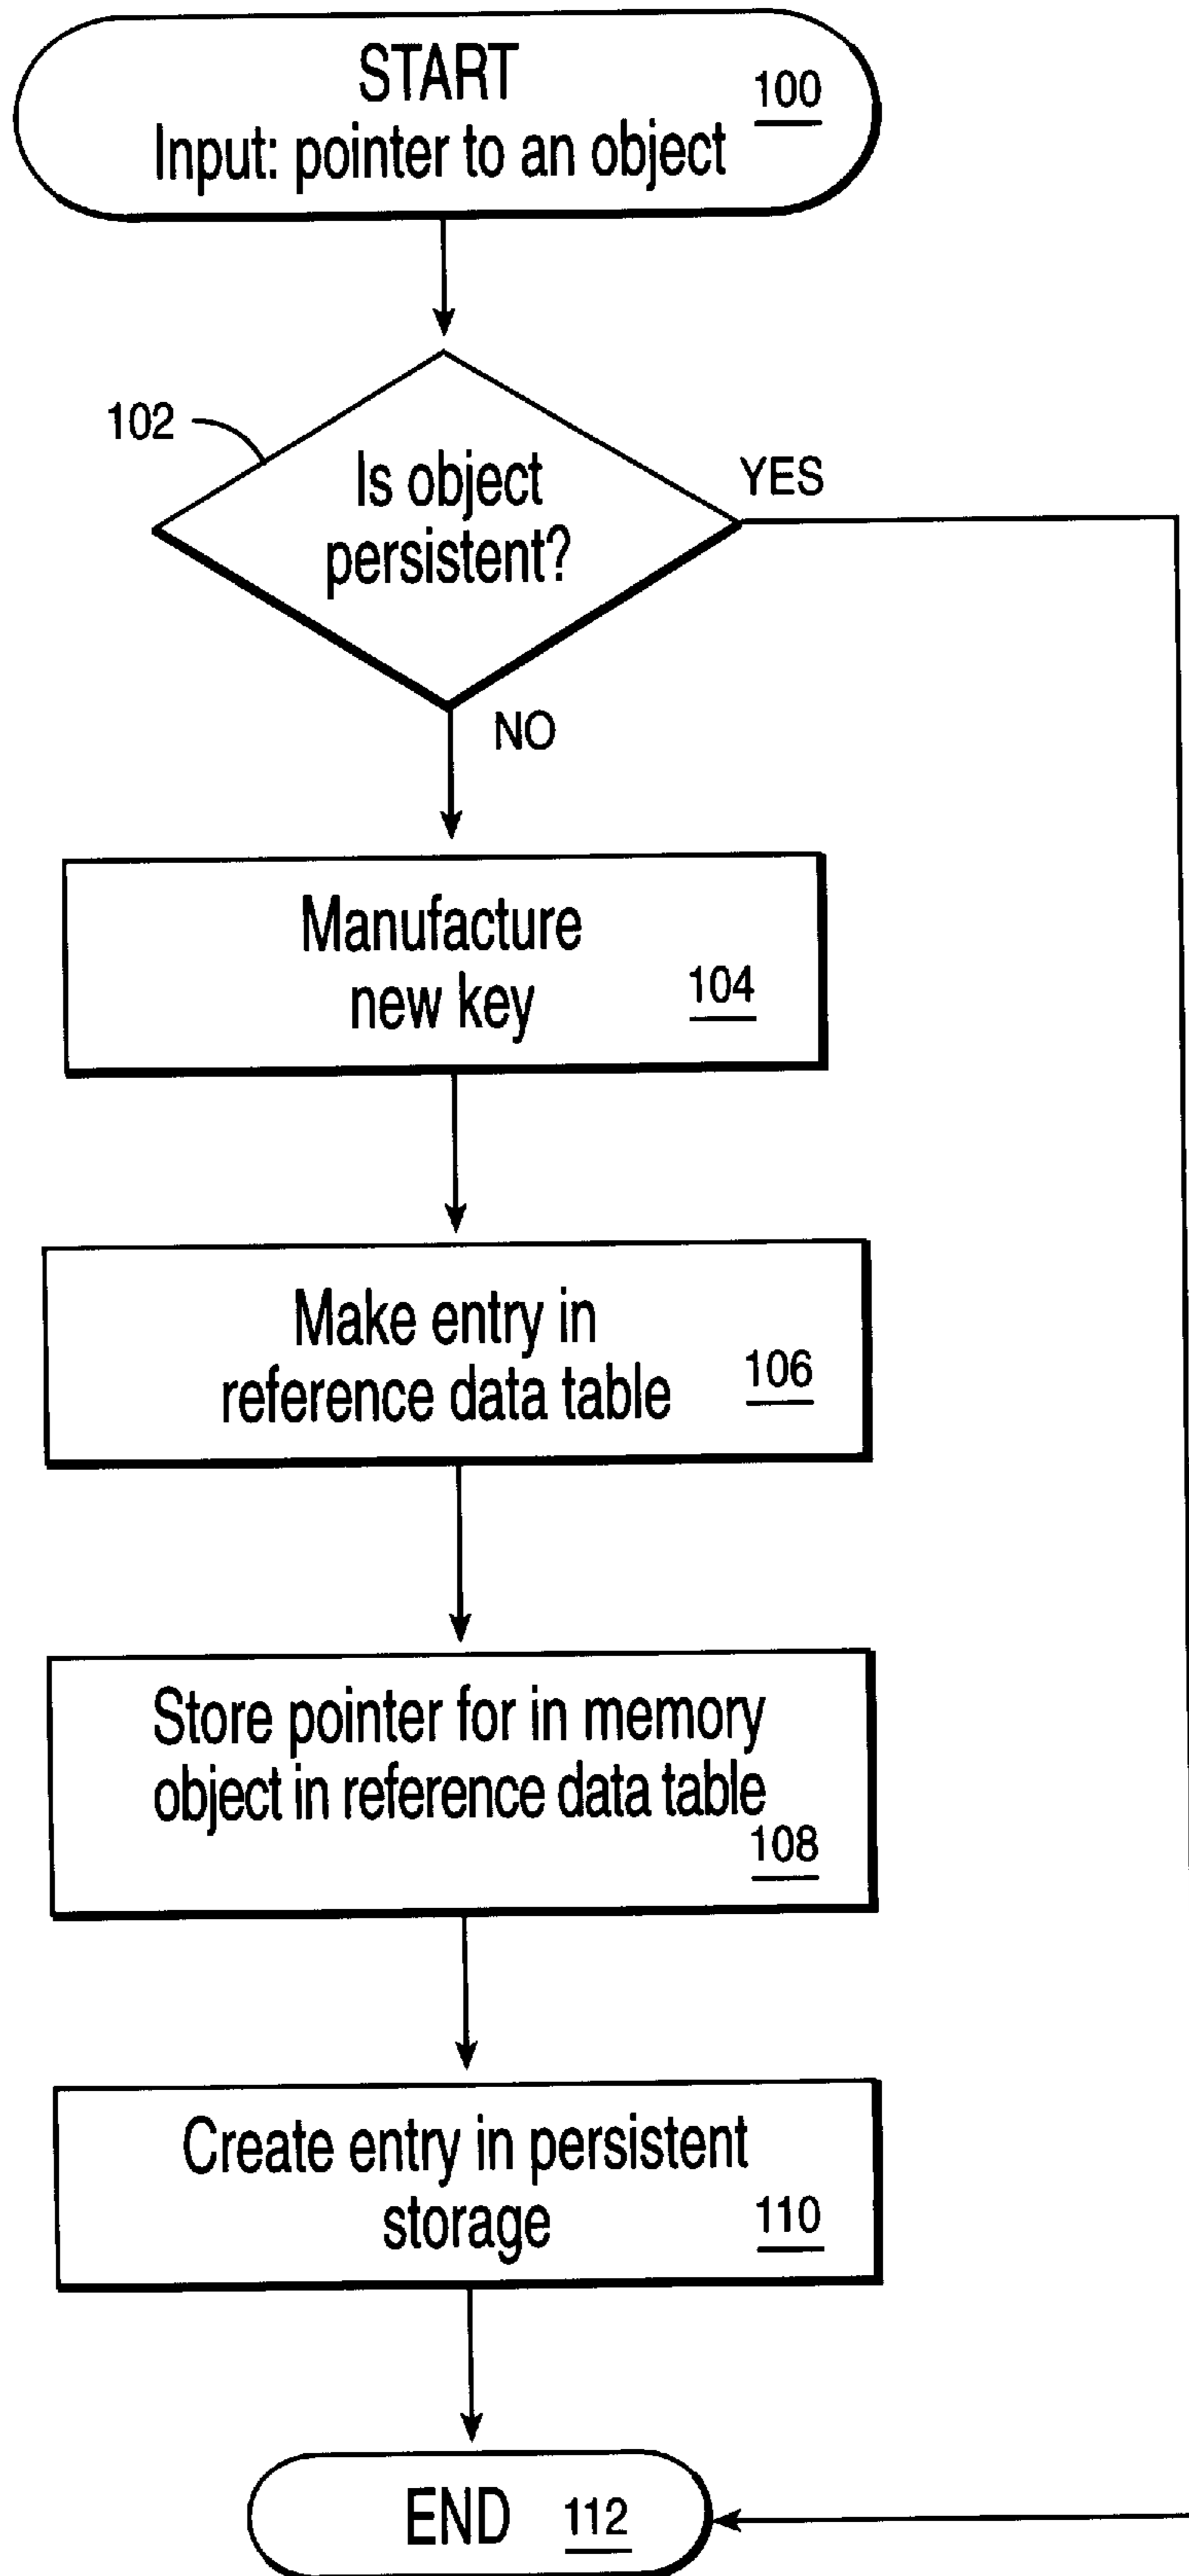 START
100
Input: pointer to an object
102
Is object
persistent?
YES
NO
Manufacture
new key
104
Make entry in
reference data table
106
Store pointer for in memory
object in reference data table
108
Create entry in persistent
storage
110
END
112